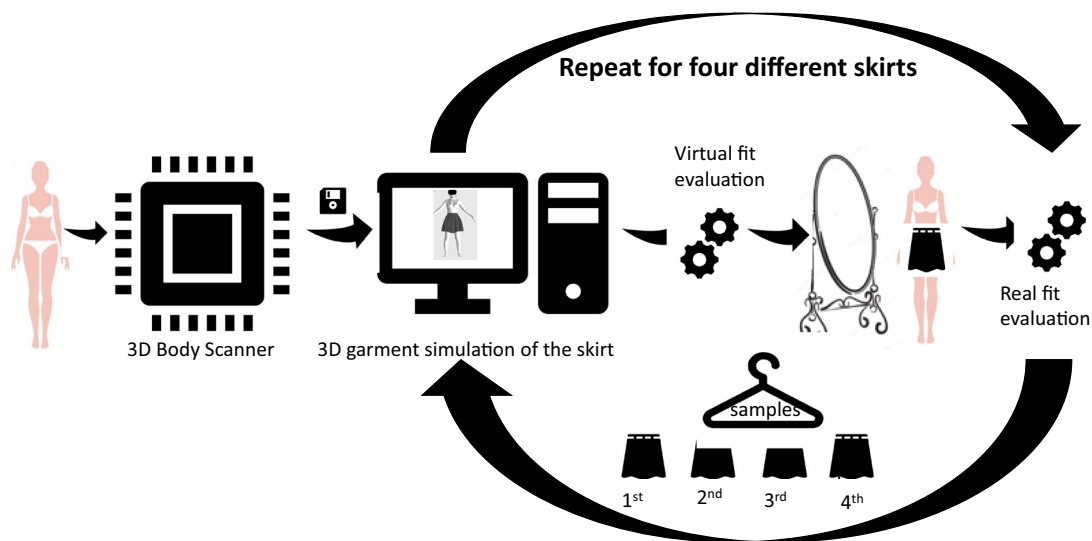 Repeat for four different skirts
Virtual fit
evaluation
Real fit
evaluation
3D Body Scanner
3D garment simulation of the skirt
samples
1st
2nd
3rd
4th